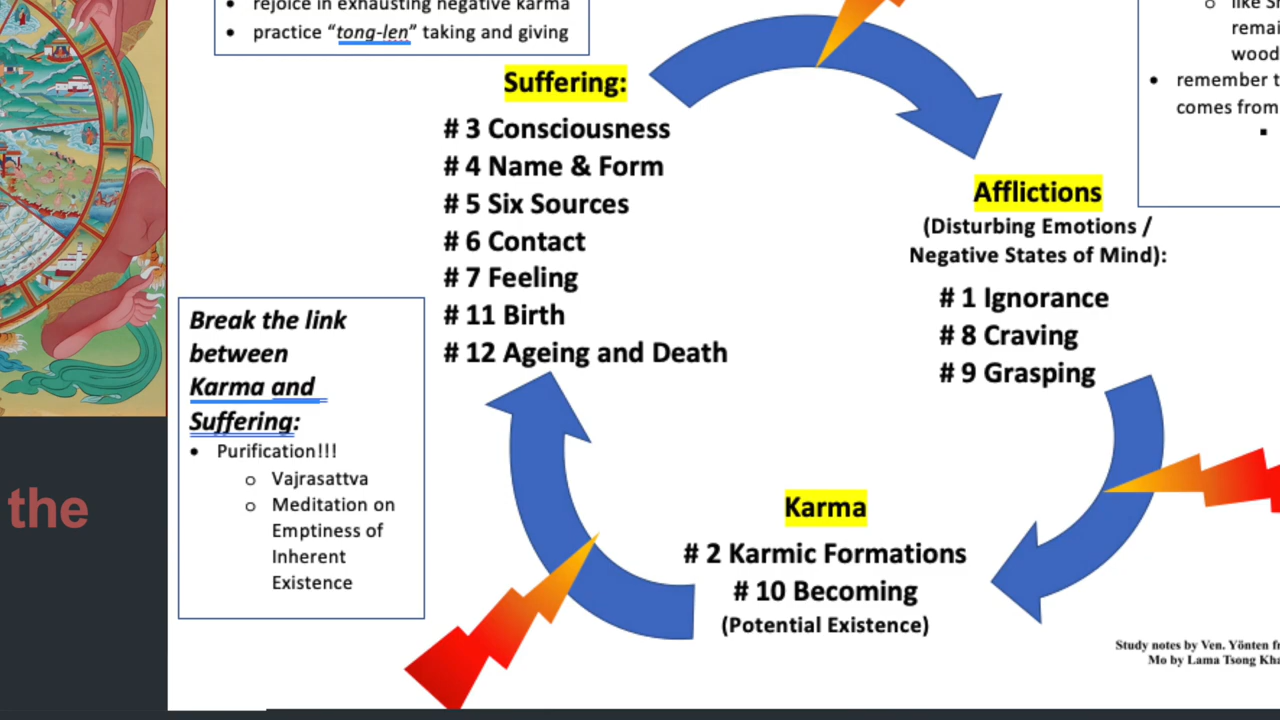 rejoice in exhausting negative karma
• practice “tong-len” taking and giving
Suffering:
# 3 Consciousness
# 4 Name & Form
# 5 Six Sources
# 6 Contact
# 7 Feeling
# 11 Birth
# 12 Ageing and Death
o like
remai
wood
• remember t
comes from
Afflictions
(Disturbing Emotions /
Negative States of Mind):
# 1 Ignorance
# 8 Craving
# 9 Grasping
Break the link
between
Karma and
Suffering:
• Purification!!!
o Vajrasattva
o Meditation on
Emptiness of
Inherent
Existence
Karma
# 2 Karmic Formations
# 10 Becoming
(Potential Existence)
Study notes by Ven. Yönten fr
Mo by Lama Tsong Kha
the